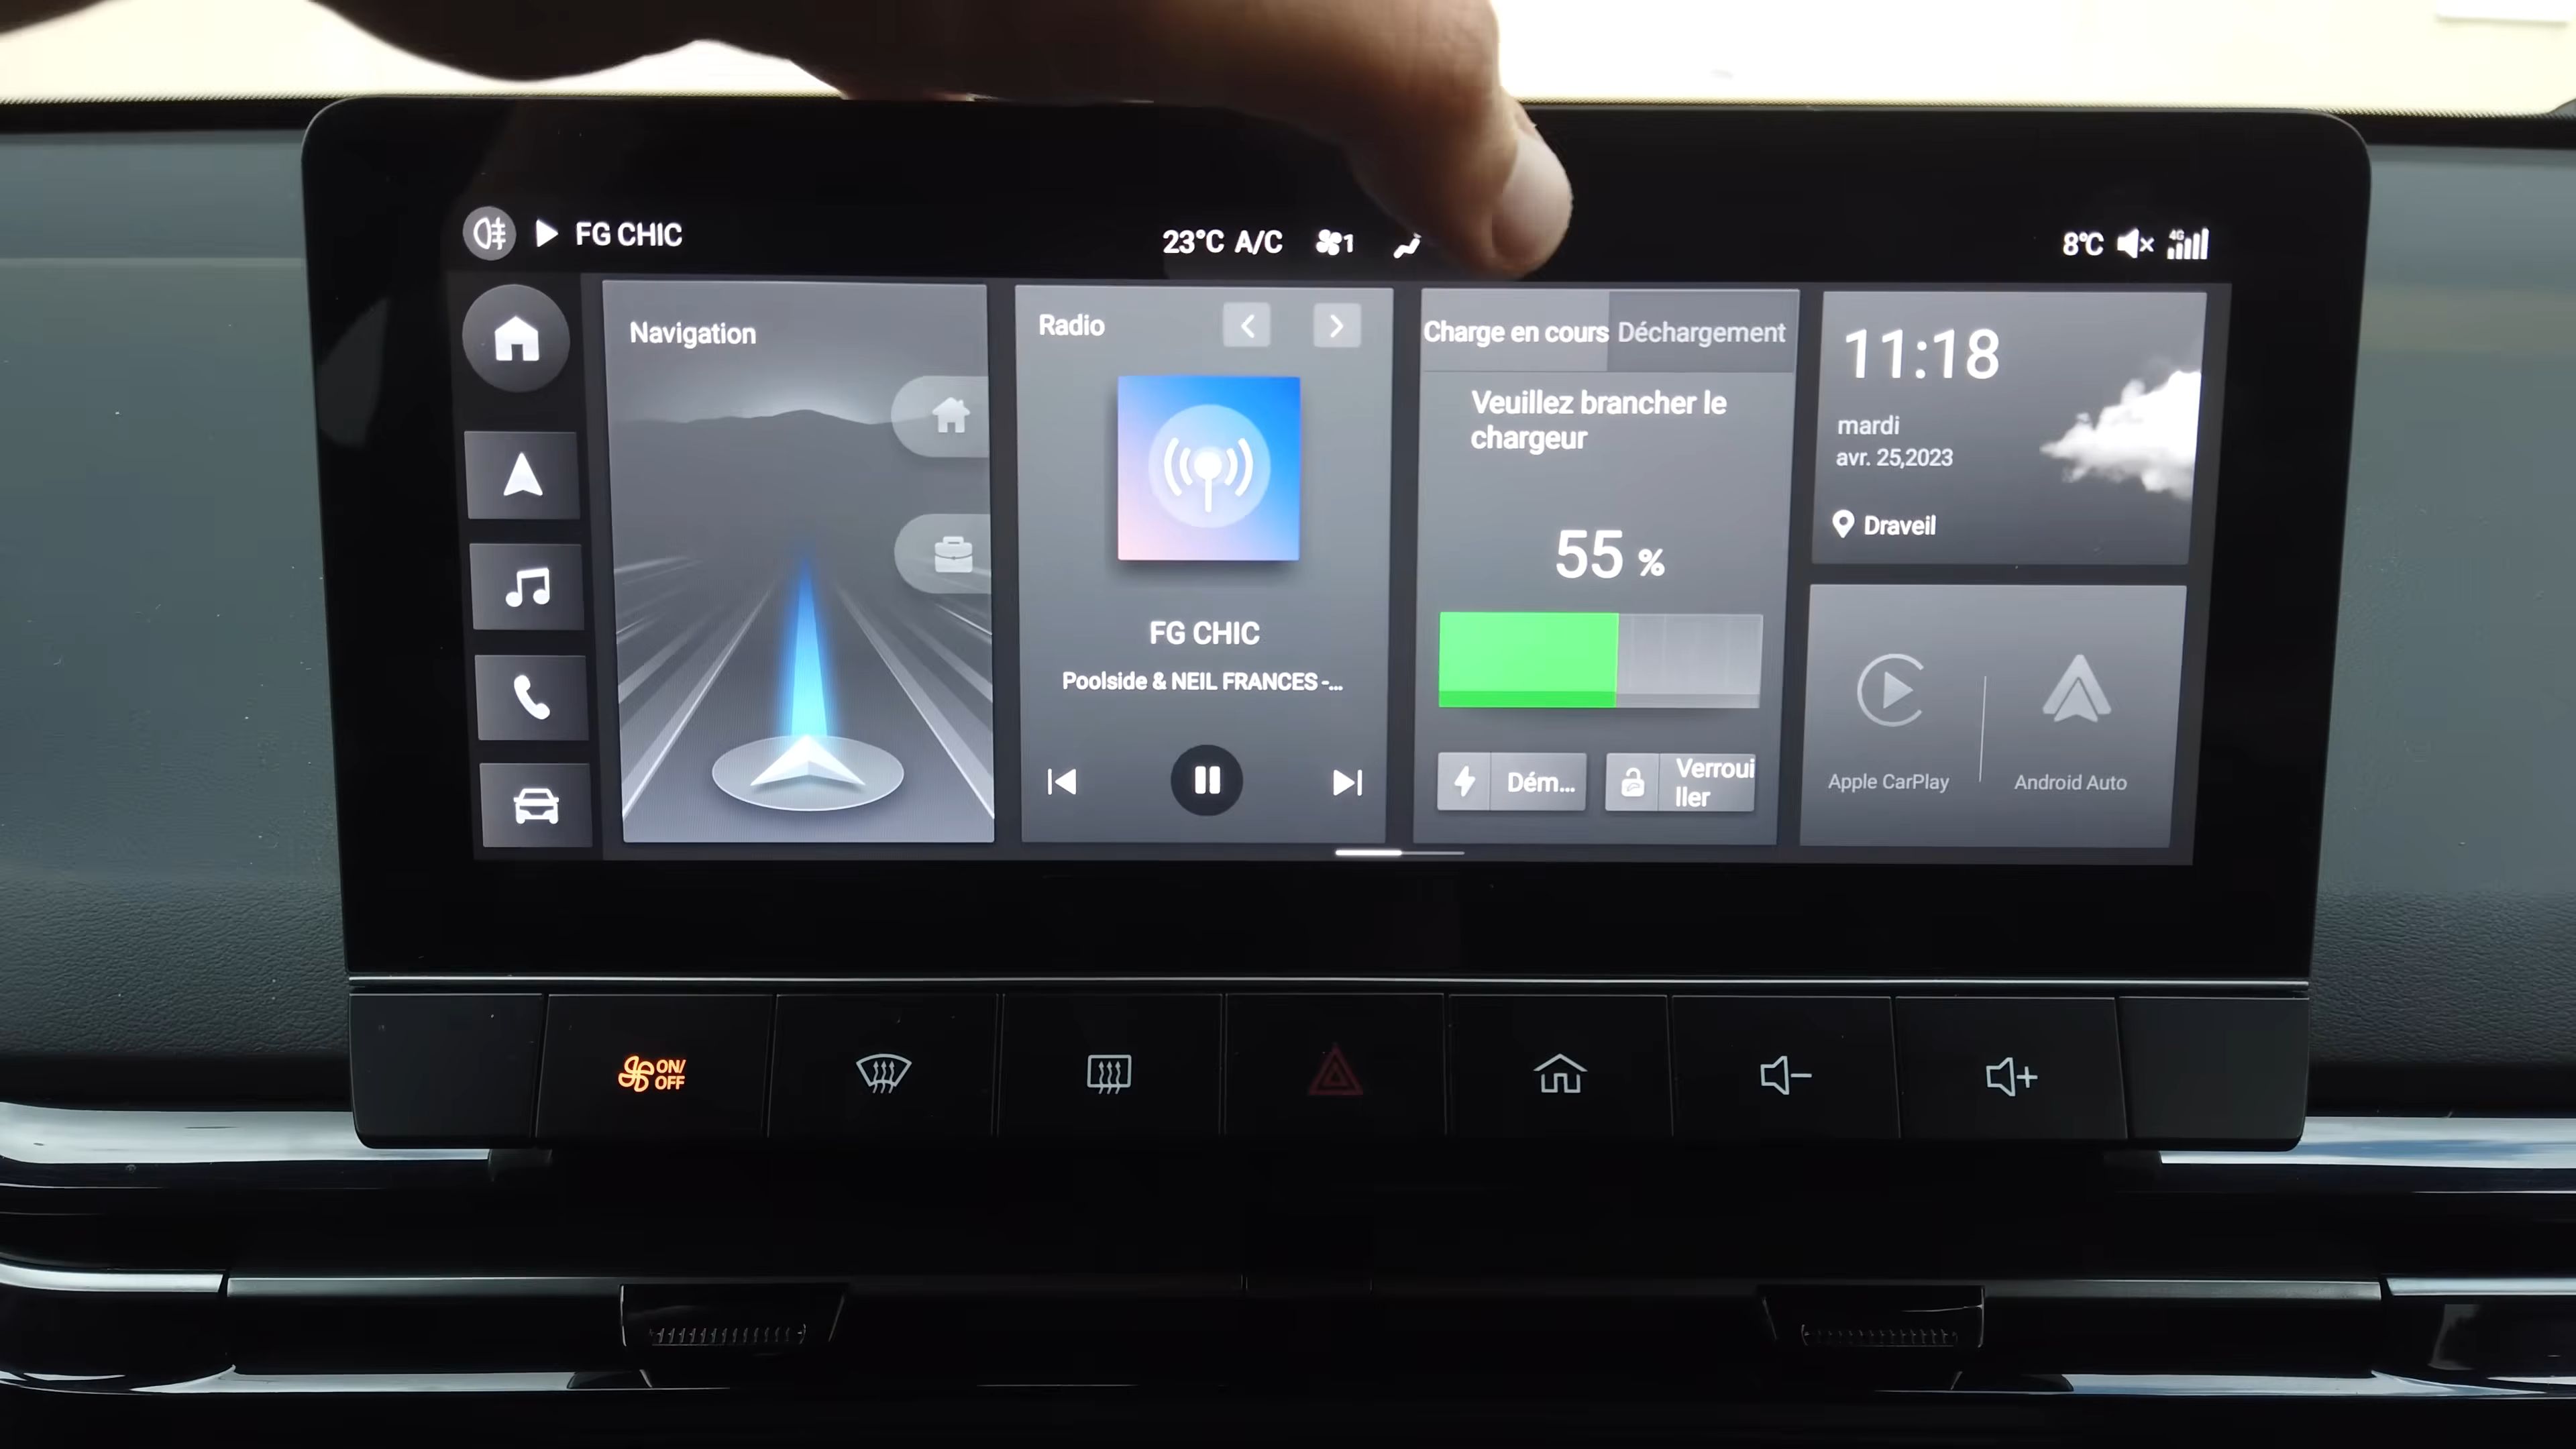 FG CHIC
23°C A/C 1
8°C 4G
Navigation
Radio
FG CHIC
Poolside & NEIL FRANCES -...
Charge en cours Déchargement
Veuillez brancher le
chargeur
55 %
Dém...
Verroui
ller
11:18
mardi
avr. 25,2023
Draveil
Apple CarPlay
Android Auto
ON/
OFF